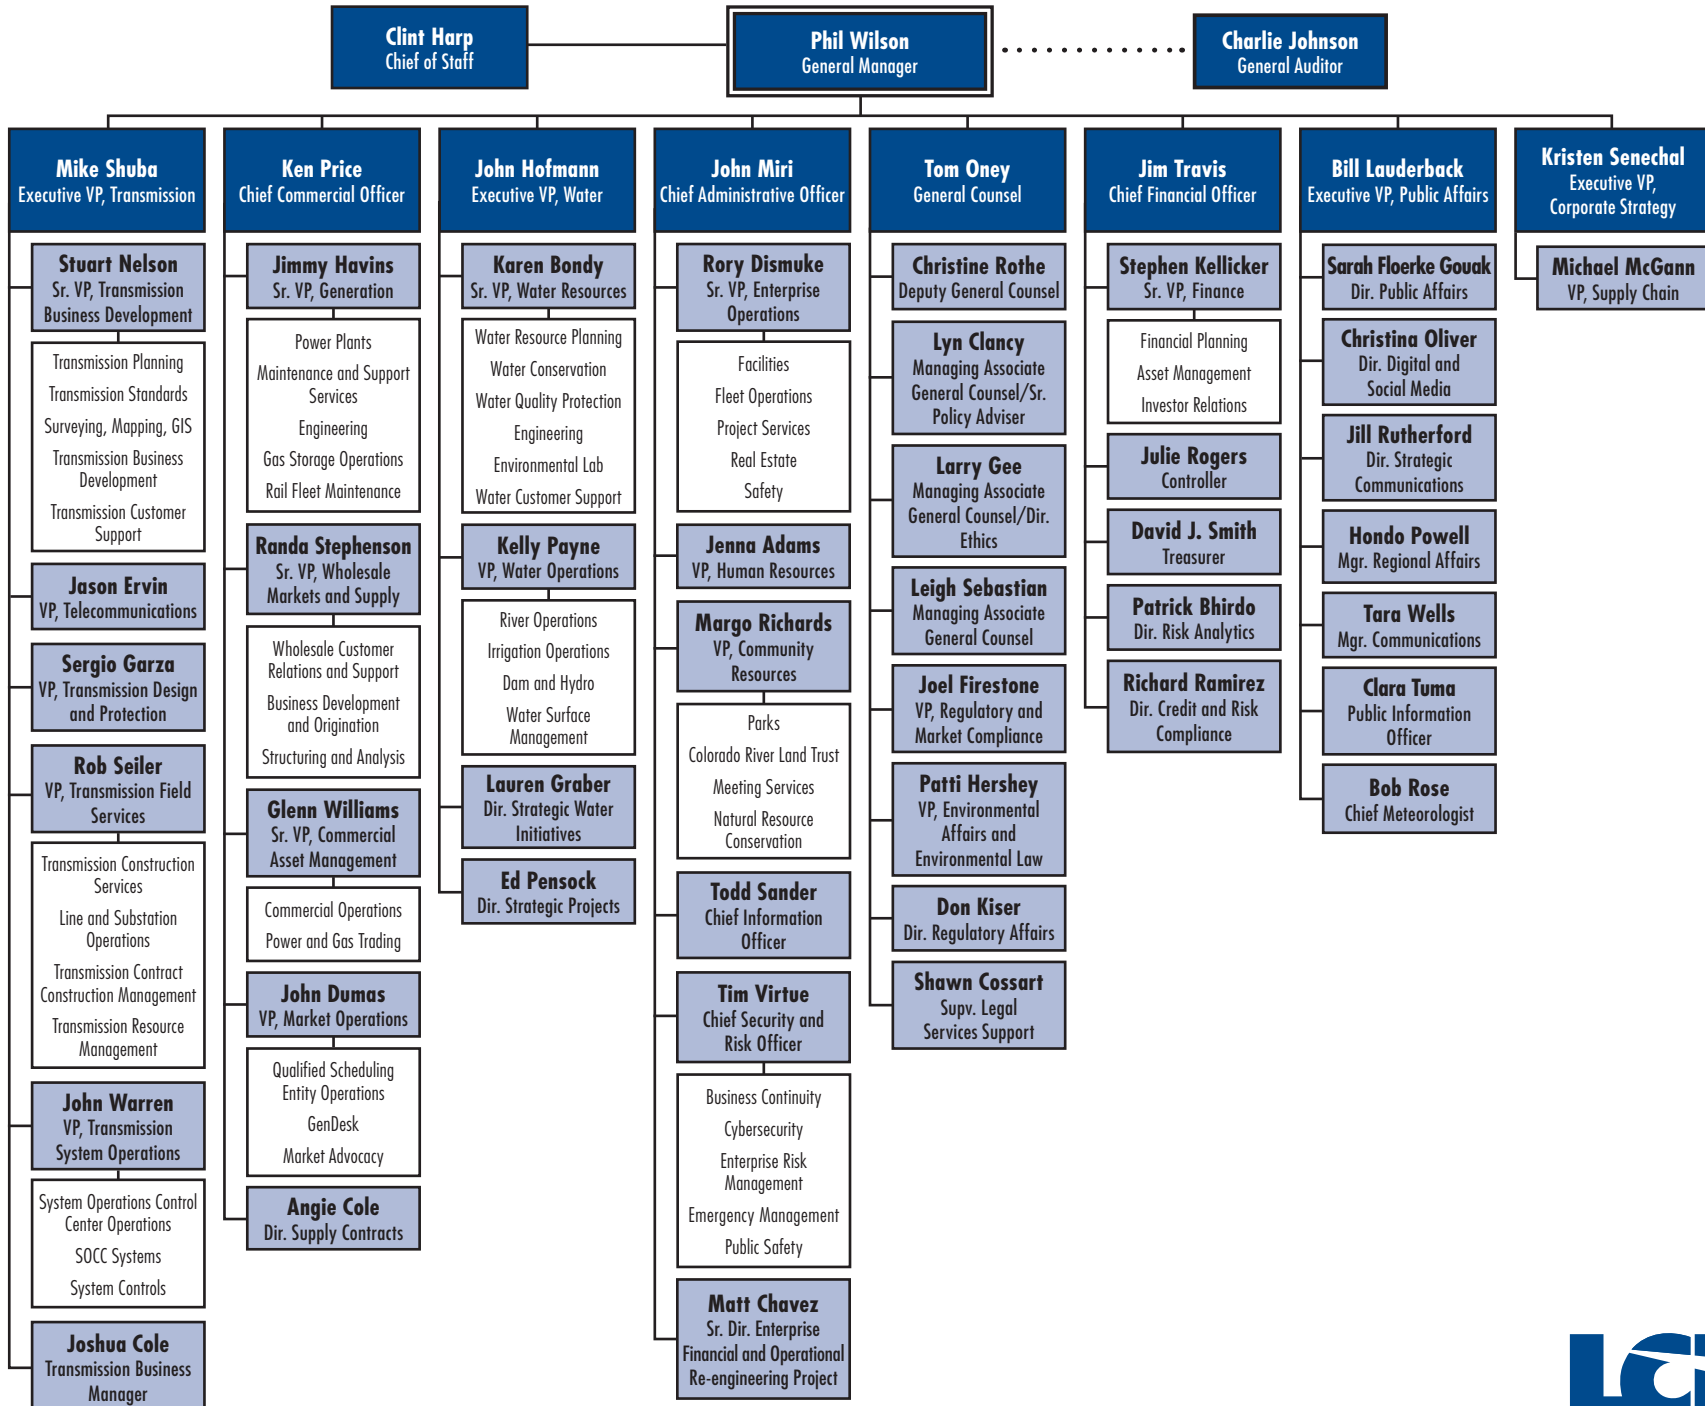 Clint Harp
Chief of Staff
Phil Wilson
General Manager
Charlie Johnson
General Auditor
Mike Shuba
Executive VP, Transmission
Stuart Nelson
Sr. VP, Transmission
Business Development
Transmission Planning
Transmission Standards
Surveying, Mapping, GIS
Transmission Business
Development
Transmission Customer
Support
Jason Ervin
VP, Telecommunications
Sergio Garza
VP, Transmission Design
and Protection
Rob Seiler
VP, Transmission Field
Services
Transmission Construction
Services
Line and Substation
Operations
Transmission Contract
Construction Management
Transmission Resource
Management
John Warren
VP, Transmission
System Operations
System Operations Control
Center Operations
SOCC Systems
System Controls
Joshua Cole
Transmission Business
Manager
Ken Price
Chief Commercial Officer
Jimmy Havins
Sr. VP, Generation
Power Plants
Maintenance and Support
Services
Engineering
Gas Storage Operations
Rail Fleet Maintenance
Randa Stephenson
Sr. VP, Wholesale
Markets and Supply
Wholesale Customer
Relations and Support
Business Development
and Origination
Structuring and Analysis
Glenn Williams
Sr. VP, Commercial
Asset Management
Commercial Operations
Power and Gas Trading
John Dumas
VP, Market Operations
Qualified Scheduling
Entity Operations
GenDesk
Market Advocacy
Angie Cole
Dir. Supply Contracts
John Hofmann
Executive VP, Water
Karen Bondy
Sr. VP, Water Resources
Water Resource Planning
Water Conservation
Water Quality Protection
Engineering
Environmental Lab
Water Customer Support
Kelly Payne
VP, Water Operations
River Operations
Irrigation Operations
Dam and Hydro
Water Surface
Management
Lauren Graber
Dir. Strategic Water
Initiatives
Ed Pensock
Dir. Strategic Projects
John Miri
Chief Administrative Officer
Rory Dismuke
Sr. VP, Enterprise
Operations
Facilities
Fleet Operations
Project Services
Real Estate
Safety
Jenna Adams
VP, Human Resources
Margo Richards
VP, Community
Resources
Parks
Colorado River Land Trust
Meeting Services
Natural Resource
Conservation
Todd Sander
Chief Information
Officer
Tim Virtue
Chief Security and
Risk Officer
Business Continuity
Cybersecurity
Enterprise Risk
Management
Emergency Management
Public Safety
Matt Chavez
Sr. Dir. Enterprise
Financial and Operational
Re-engineering Project
Tom Oney
General Counsel
Christine Rothe
Deputy General Counsel
Lyn Clancy
Managing Associate
General Counsel/Sr.
Policy Adviser
Larry Gee
Managing Associate
General Counsel/Dir.
Ethics
Leigh Sebastian
Managing Associate
General Counsel
Joel Firestone
VP, Regulatory and
Market Compliance
Patti Hershey
VP, Environmental
Affairs and
Environmental Law
Don Kiser
Dir. Regulatory Affairs
Shawn Cossart
Supv. Legal
Services Support
Jim Travis
Chief Financial Officer
Stephen Kellicker
Sr. VP, Finance
Financial Planning
Asset Management
Investor Relations
Julie Rogers
Controller
David J. Smith
Treasurer
Patrick Bhirdo
Dir. Risk Analytics
Richard Ramirez
Dir. Credit and Risk
Compliance
Bill Lauderback
Executive VP, Public Affairs
Sarah Floerke Gouak
Dir. Public Affairs
Christina Oliver
Dir. Digital and
Social Media
Jill Rutherford
Dir. Strategic
Communications
Hondo Powell
Mgr. Regional Affairs
Tara Wells
Mgr. Communications
Clara Tuma
Public Information
Officer
Bob Rose
Chief Meteorologist
Kristen Senechal
Executive VP,
Corporate Strategy
Michael McGann
VP, Supply Chain